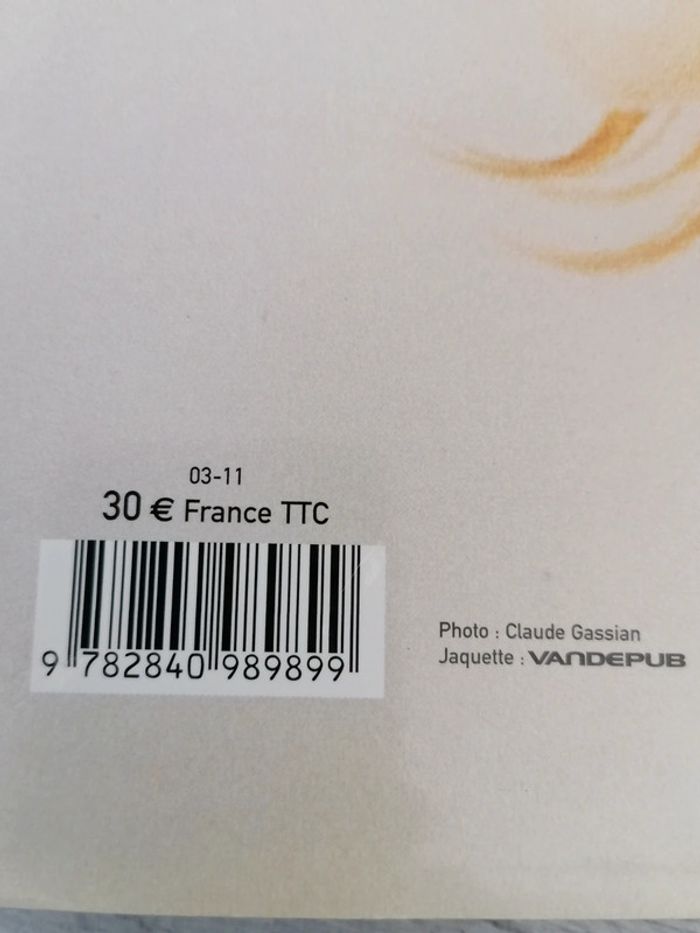 03-11
30 € France TTC
9 782840 989899
Photo : Claude Gassian
Jaquette : VANDEPUB